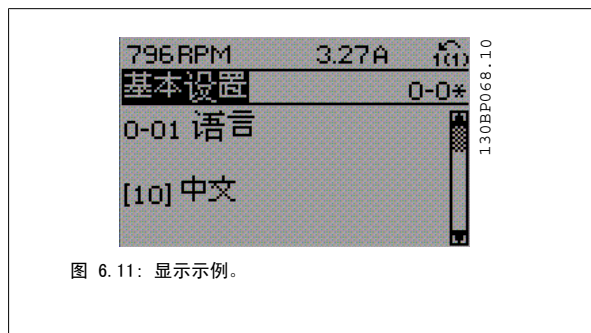 796RPM 3.27A 1(1)
基本设置 0-0*
0-01 语言
[10] 中文
130BP068.10
图 6.11: 显示示例。